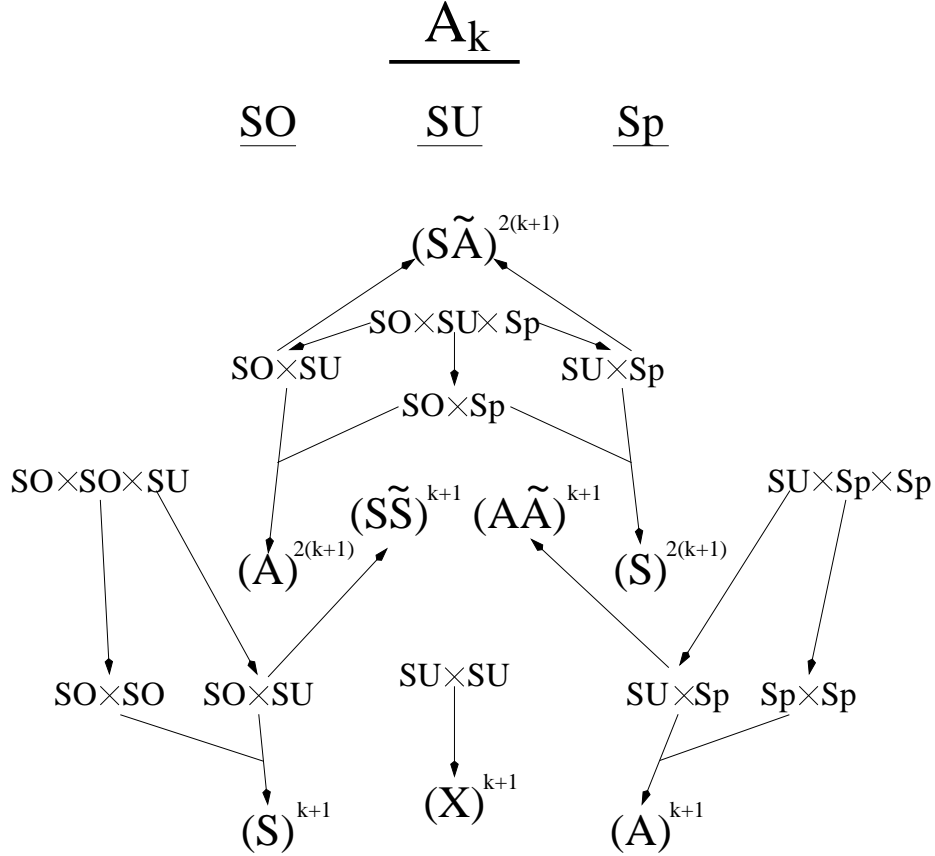 A_k
SO SU Sp
(SÃ)^2(k+1)
SO×SU×Sp
SO×SU SU×Sp
SO×Sp
SO×SO×SU SU×Sp×Sp
(SS̃)^k+1 (AÃ)^k+1
(A)^2(k+1) (S)^2(k+1)
SO×SO SO×SU SU×SU SU×Sp Sp×Sp
(S)^k+1 (X)^k+1 (A)^k+1